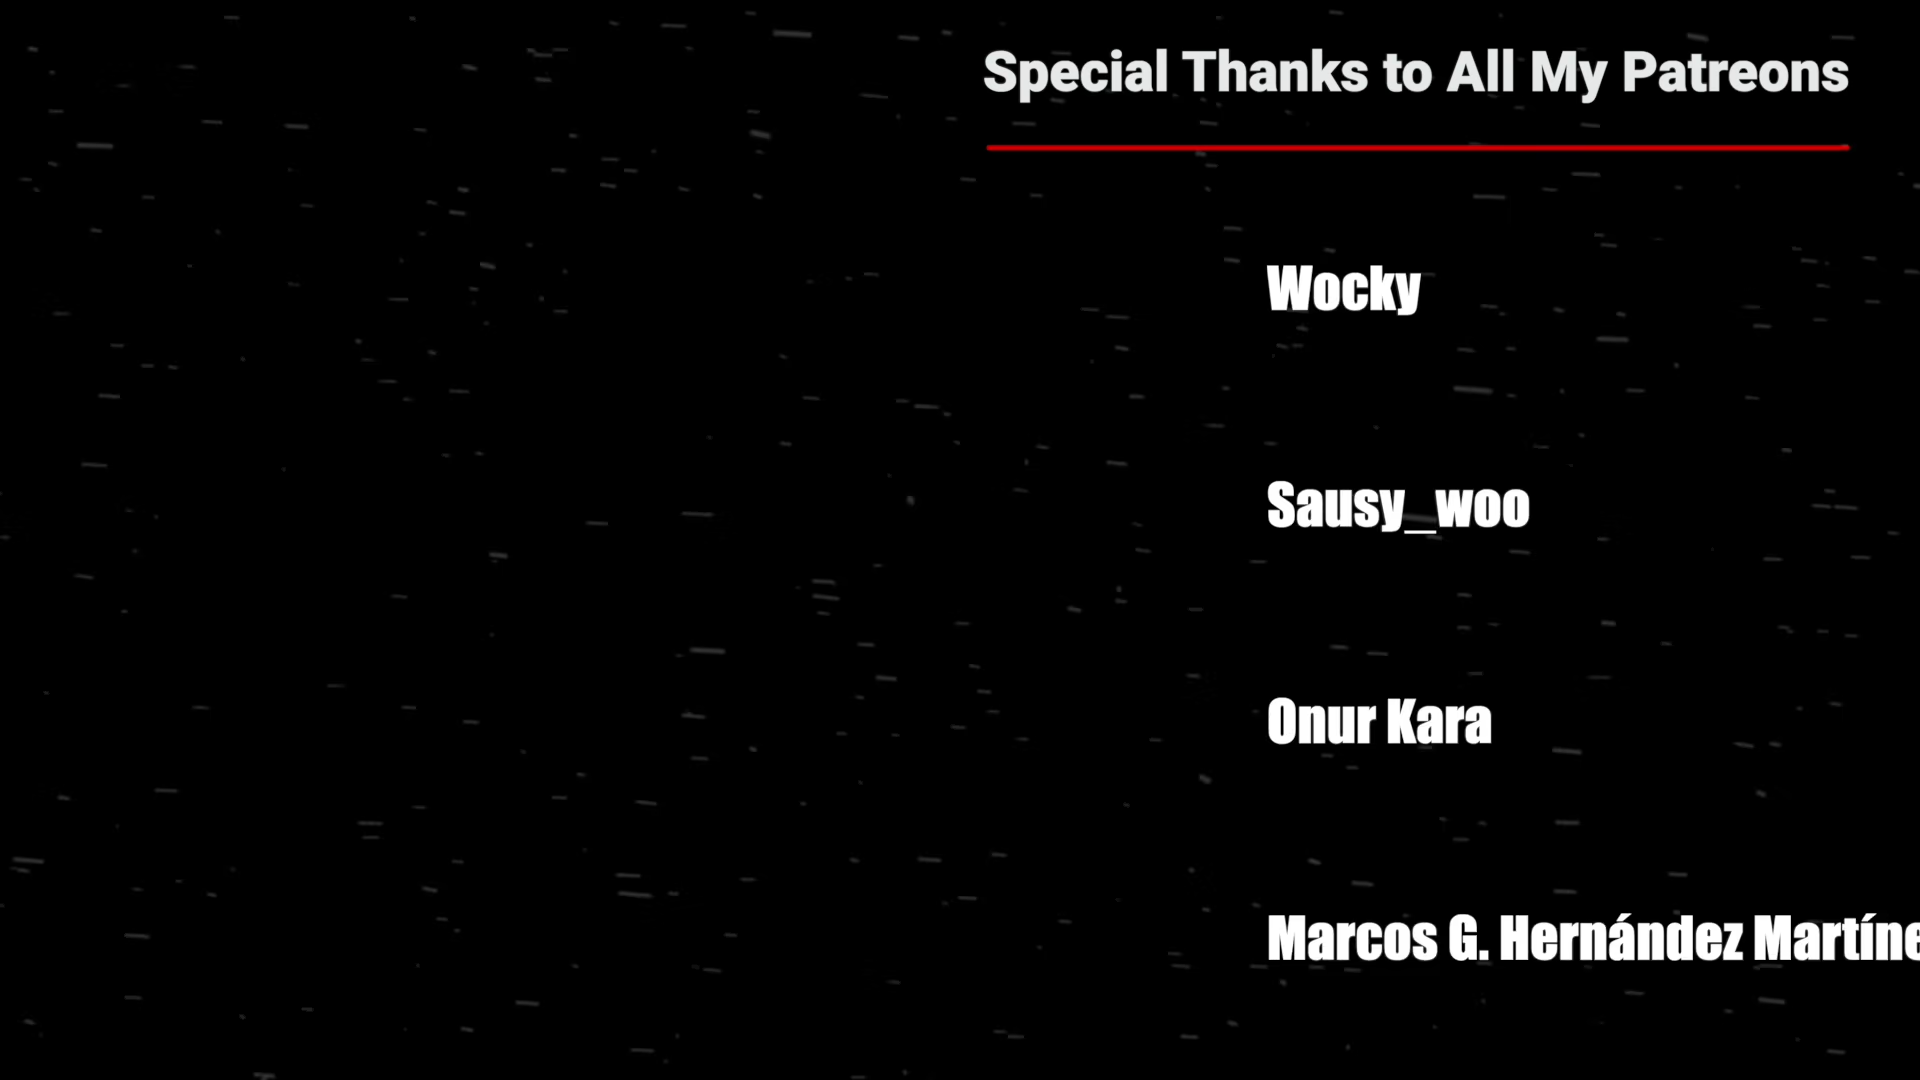 Special Thanks to All My Patreons
Wocky
Sausy_woo
Onur Kara
Marcos G. Hernández Martíne